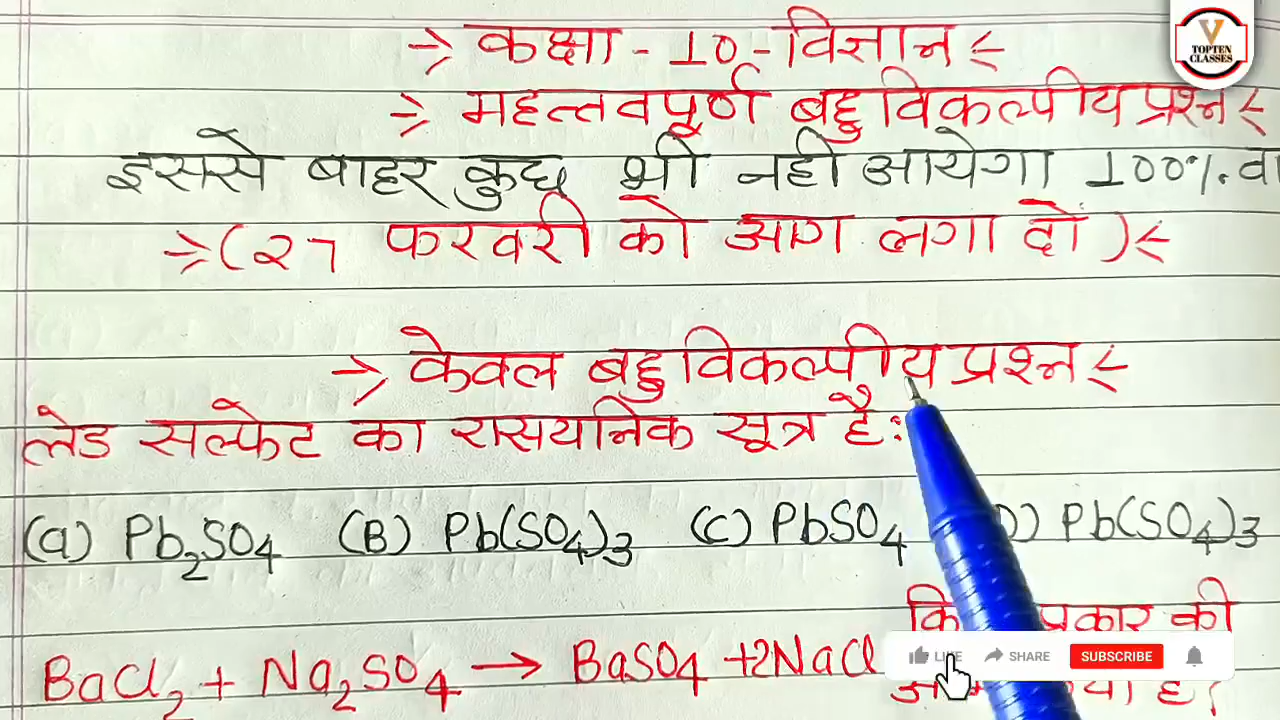 V
TOPTEN
CLASSES
-> कक्षा - 10 - विज्ञान <-
-> महत्तवपूर्ण बहु विकल्पीय प्रश्न <-
इससे बाहर कुछ भी नही आयेगा 100%. वा
=> (27 फरवरी को आग लगा दो) <=
-> केवल बहु विकल्पीय प्रश्न <-
लेड सल्फेट का रासयनिक सूत्र है:
(a) Pb₂SO₄ (B) Pb(SO₄)₃ (C) PbSO₄ D) Pb(SO₄)₃
प्रकार की
BaCl₂ + Na₂SO₄ → BaSO₄ + 2NaCl
LIKE SHARE SUBSCRIBE
है।